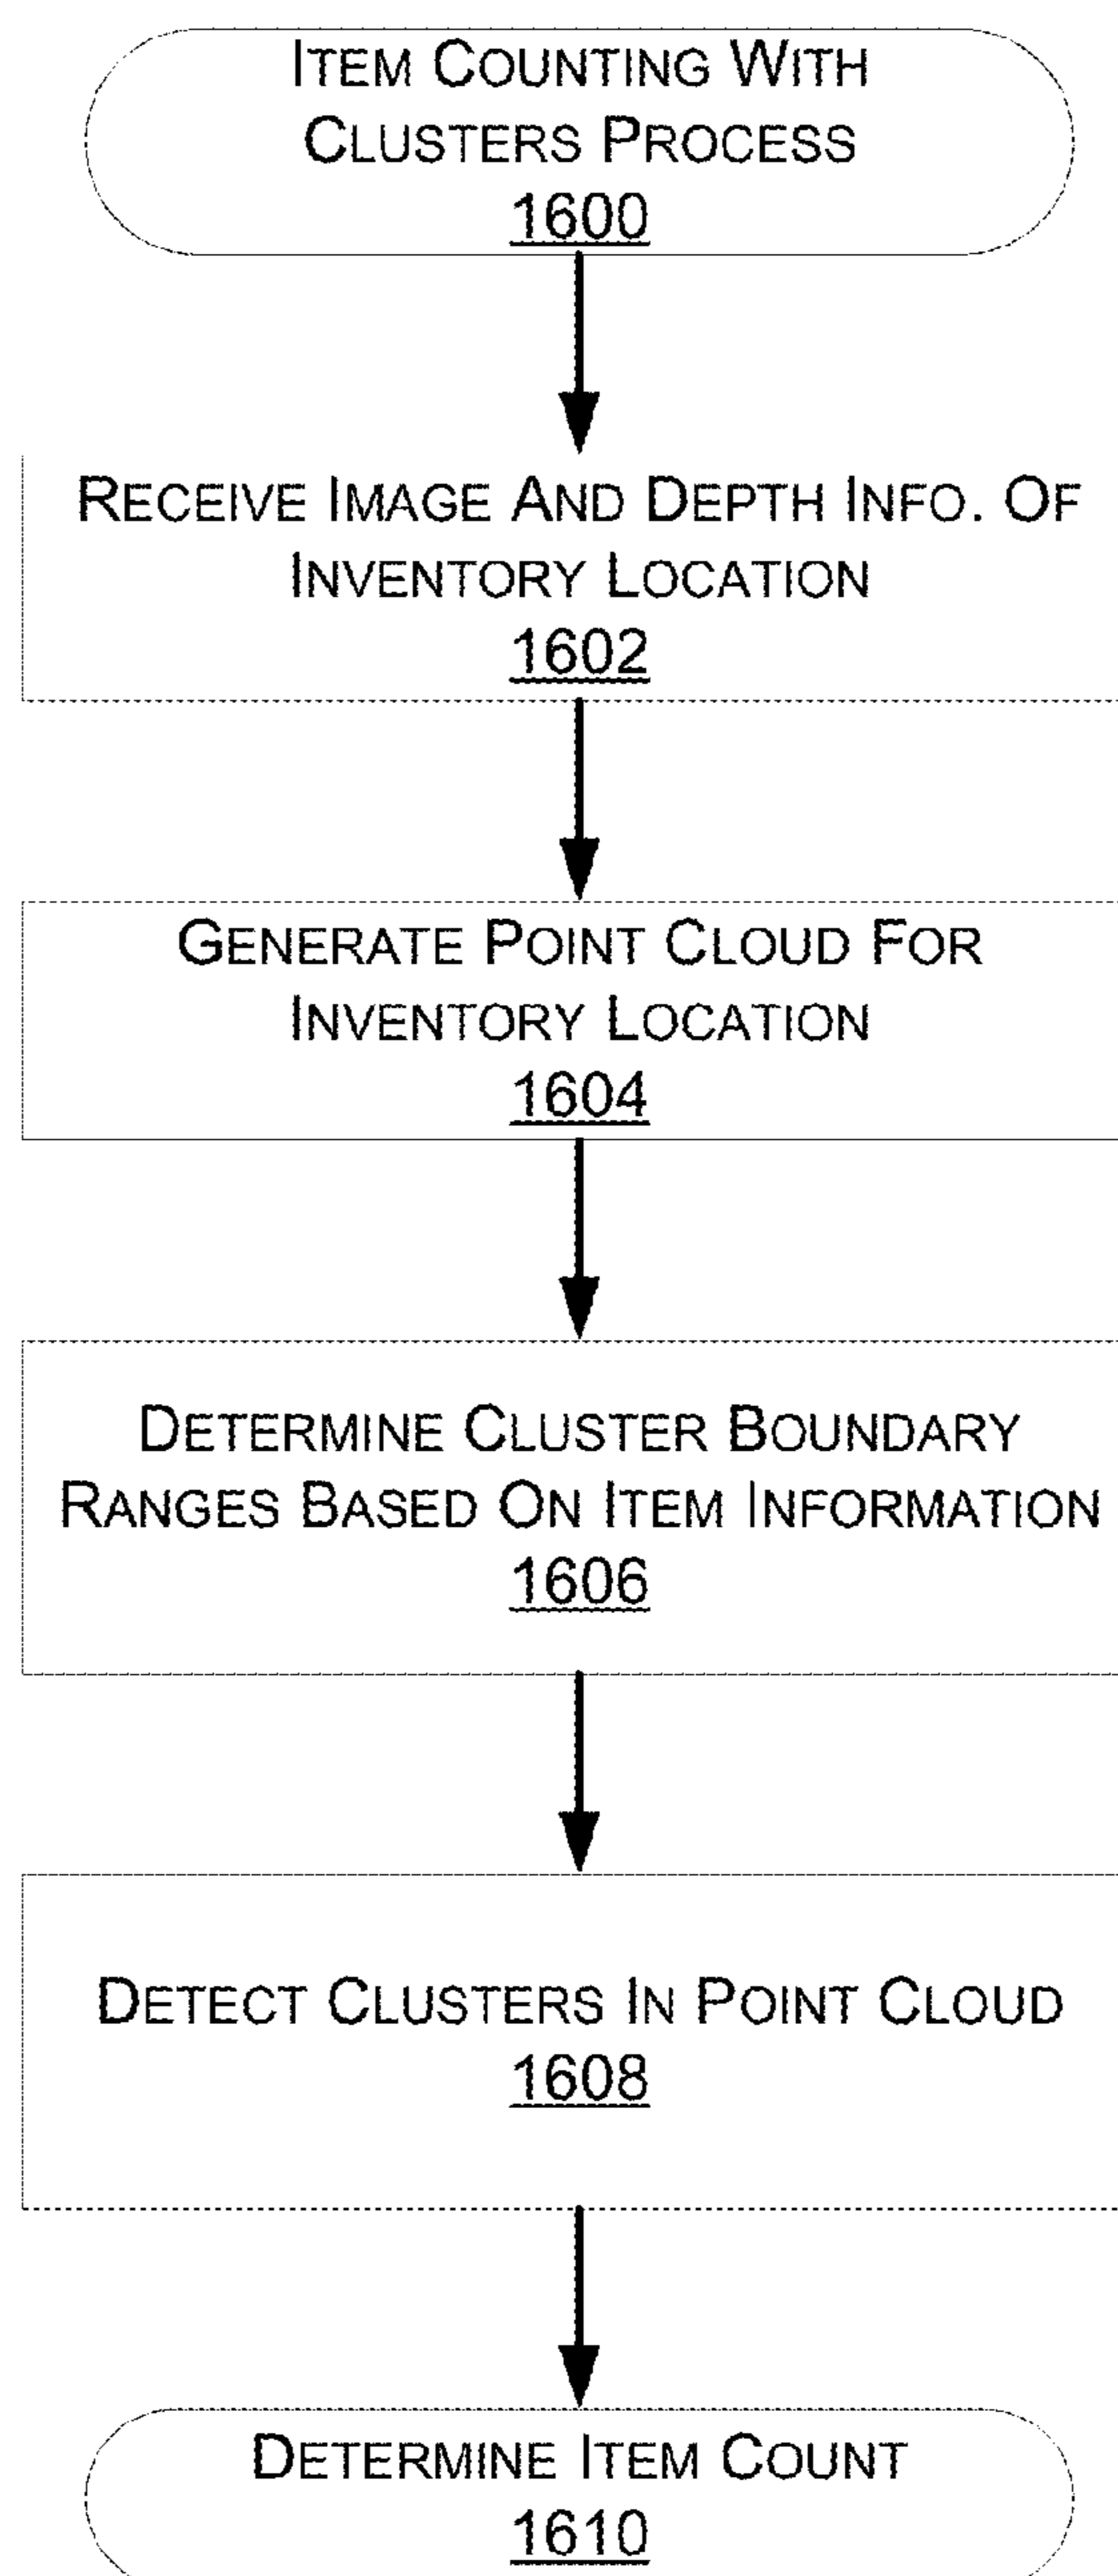 ITEM COUNTING WITH
CLUSTERS PROCESS
1600
RECEIVE IMAGE AND DEPTH INFO. OF
INVENTORY LOCATION
1602
GENERATE POINT CLOUD FOR
INVENTORY LOCATION
1604
DETERMINE CLUSTER BOUNDARY
RANGES BASED ON ITEM INFORMATION
1606
DETECT CLUSTERS IN POINT CLOUD
1608
DETERMINE ITEM COUNT
1610